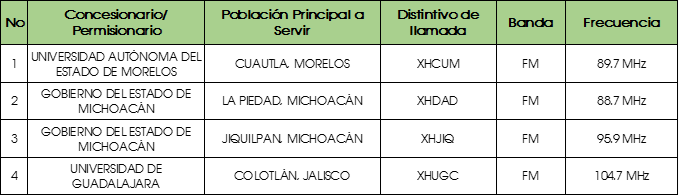 No Concesionario/ Permisionario Población Principal a Servir Distintivo de llamada Banda Frecuencia
1 UNIVERSIDAD AUTÓNOMA DEL ESTADO DE MORELOS CUAUTLA, MORELOS XHCUM FM 89.7 MHz
2 GOBIERNO DEL ESTADO DE MICHOACÁN LA PIEDAD, MICHOACÁN XHDAD FM 88.7 MHz
3 GOBIERNO DEL ESTADO DE MICHOACÁN JIQUILPAN, MICHOACÁN XHJIQ FM 95.9 MHz
4 UNIVERSIDAD DE GUADALAJARA COLOTLÁN, JALISCO XHUGC FM 104.7 MHz